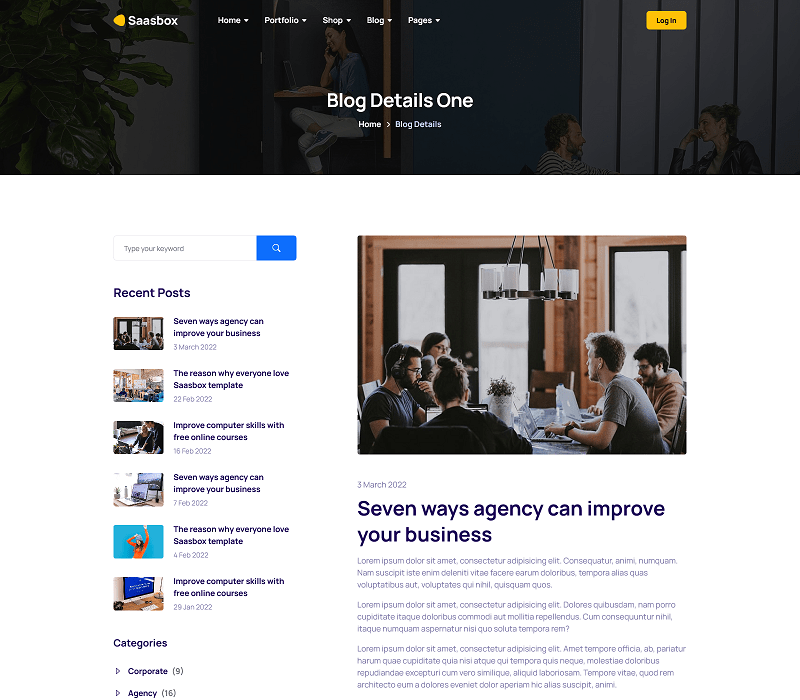 Saasbox
Home Portfolio Shop Blog Pages
Log In
Blog Details One
Home > Blog Details
Type your keyword
Recent Posts
Seven ways agency can
improve your business
3 March 2022
The reason why everyone love
Saasbox template
22 Feb 2022
Improve computer skills with
free online courses
16 Feb 2022
Seven ways agency can
improve your business
7 Feb 2022
The reason why everyone love
Saasbox template
4 Feb 2022
Improve computer skills with
free online courses
29 Jan 2022
Categories
Corporate (9)
Agency (16)
3 March 2022
Seven ways agency can improve
your business
Lorem ipsum dolor sit amet, consectetur adipisicing elit. Consequatur, animi, numquam.
Nam suscipit iste enim deleniti vitae facere earum doloribus, tempora alias quas
voluptatibus aut, voluptates qui nihil, quisquam quos.
Lorem ipsum dolor sit amet, consectetur adipisicing elit. Dolores quibusdam, nam porro
cupiditate itaque doloribus commodi aut mollitia repellendus. Cum consequuntur nihil,
itaque numquam aspernatur nisi quo soluta tempora rem?
Lorem ipsum dolor sit amet, consectetur adipisicing elit. Amet tempore officia, ab, pariatur
harum quae cupiditate quia nisi atque qui tempora quis neque, molestiae doloribus
repudiandae excepturi cum vero similique, aliquid laboriosam. Tempore vitae, quod rem
architecto eum a dolores eveniet dolor aperiam hic alias suscipit, animi.